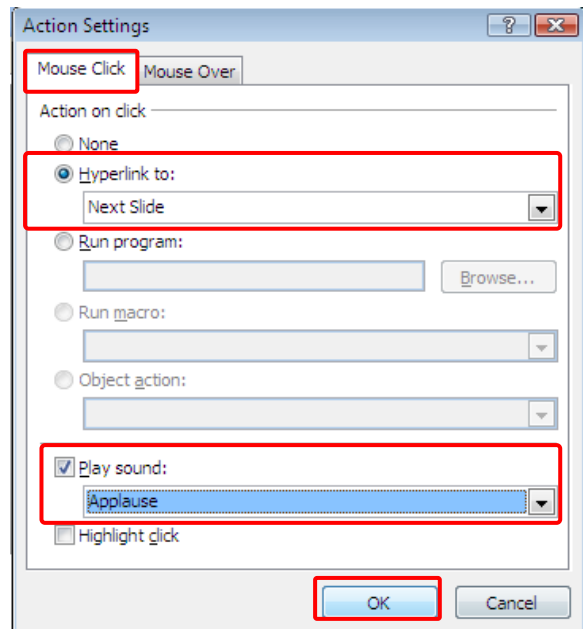 Action Settings
Mouse Click Mouse Over
Action on click
None
Hyperlink to:
Next Slide
Run program:
Browse...
Run macro:
Object action:
Play sound:
Applause
Highlight click
OK Cancel